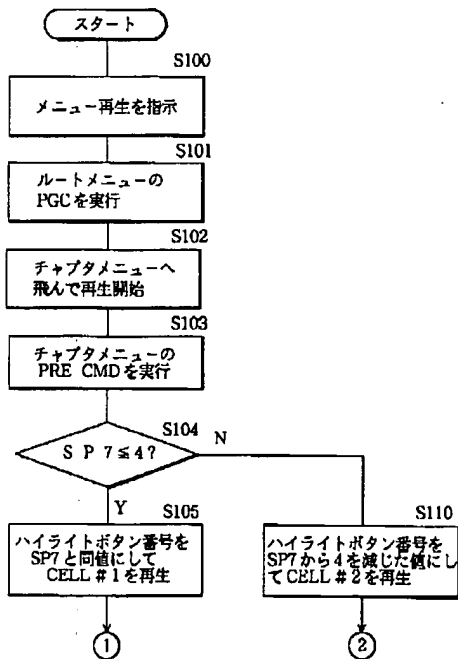 スタート
S100
メニュー再生を指示
S101
ルートメニューの
PGCを実行
S102
チャプタメニューへ
飛んで再生開始
S103
チャプタメニューの
PRE CMDを実行
S104
SP7≦4?
N
Y
S105
ハイライトボタン番号を
SP7と同値にして
CELL #1を再生
S110
ハイライトボタン番号を
SP7から4を減じた値にし
てCELL #2を再生
①
②